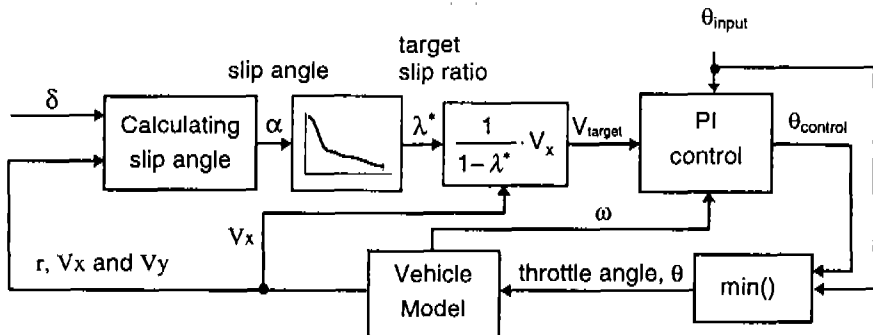 θinput
target
slip ratio
slip angle
δ
Calculating
slip angle
α
λ*
1
1- λ*
· Vx
Vtarget
PI
control
θcontrol
Vx
ω
r, Vx and Vy
Vehicle
Model
throttle angle, θ
min()